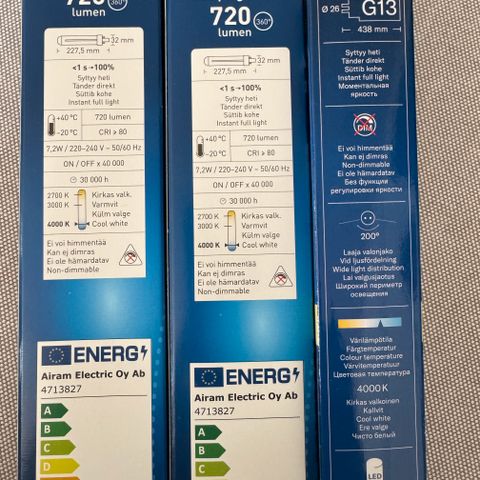 720
360°
lumen
32 mm
227,5 mm
<1 s→100%
Syttyy heti
Tänder direkt
Süttib kohe
Instant full light
+40°C
-20°C
720 lumen
CRI ≥ 80
7,2W / 220–240 V ~ 50/60 Hz
ON / OFF x 40 000
30 000 h
2700 K
3000 K
4000 K
Kirkas valk.
Varmvit
Külm valge
Cool white
Ei voi himmentää
Kan ej dimras
Ei ole hämardatav
Non-dimmable
ENERG
Airam Electric Oy Ab
4713827
A
B
C
D
720
360°
lumen
32 mm
227,5 mm
<1 s→100%
Syttyy heti
Tänder direkt
Süttib kohe
Instant full light
+40°C
-20°C
720 lumen
CRI ≥ 80
7,2W / 220–240 V ~ 50/60 Hz
ON / OFF x 40 000
30 000 h
2700 K
3000 K
4000 K
Kirkas valk.
Varmvit
Külm valge
Cool white
Ei voi himmentää
Kan ej dimras
Ei ole hämardatav
Non-dimmable
ENERG
Airam Electric Oy Ab
4713827
A
B
C
Ø 26
G13
438 mm
Syttyy heti
Tänder direkt
Süttib kohe
Instant full light
Моментальная
яркость
DIM
Ei voi himmentää
Kan ej dimras
Non-dimmable
Ei ole hämardatav
Без функции
регулировки яркости
200°
Laaja valonjako
Vid ljusfördelning
Wide light distribution
Lai valgusjaotus
Широкий периметр
освещения
Värilämpötila
Färgtemperatur
Colour temperature
Värvustemperatuur
Цветовая температура
4000 K
Kirkas valkoinen
Kallvit
Cool white
Ere valge
Чисто белый
LED